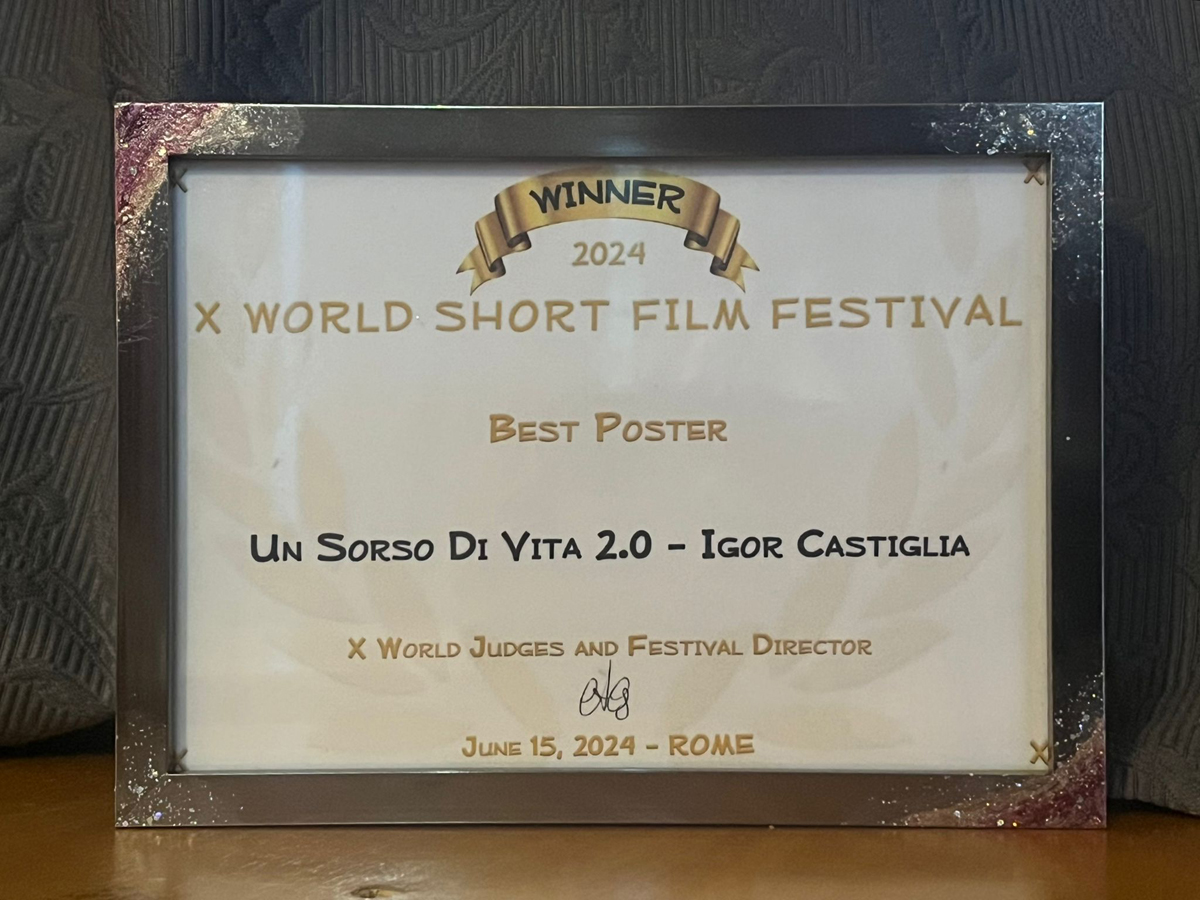 WINNER
2024
X WORLD SHORT FILM FESTIVAL
BEST POSTER
UN SORSO DI VITA 2.0 – IGOR CASTIGLIA
X WORLD JUDGES AND FESTIVAL DIRECTOR
JUNE 15, 2024 – ROME